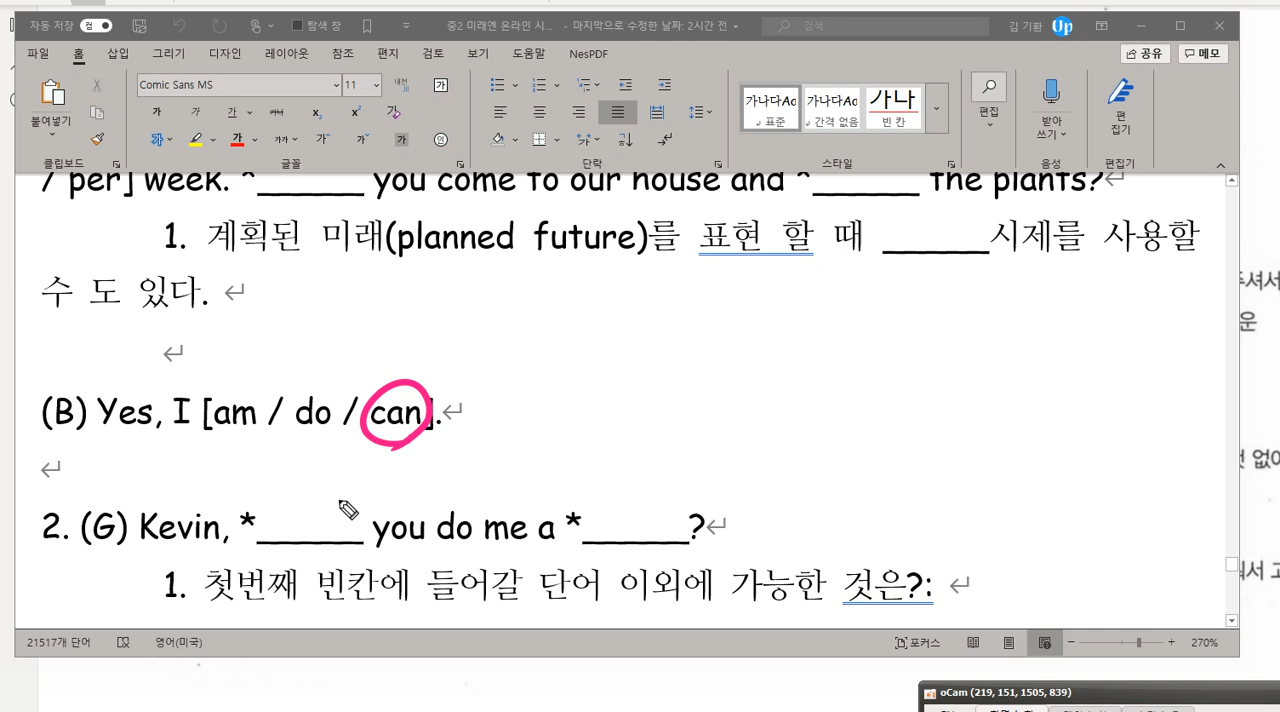 자동 저장 컴 탐색 창 중2 미래엔 온라인 시... - 마지막으로 수정한 날짜: 2시간 전 검색 김 기환 Up
파일 홈 삽입 그리기 디자인 레이아웃 참조 편지 검토 보기 도움말 NesPDF 공유 메모
Comic Sans MS 11
붙여넣기
가나다Aa 가나다Aa 가나
표준 간격 없음 빈 칸
편집 받아 쓰기 편 집기
클립보드 글꼴 단락 스타일 음성 편집기
/ per] week. *______ you come to our house and *______ the plants?
1. 계획된 미래(planned future)를 표현 할 때 ______시제를 사용할
수 도 있다.
(B) Yes, I [am / do / can].
2. (G) Kevin, *______ you do me a *______?
1. 첫번째 빈칸에 들어갈 단어 이외에 가능한 것은?:
21517개 단어 영어(미국) 포커스 270%
oCam (219, 151, 1505, 839)